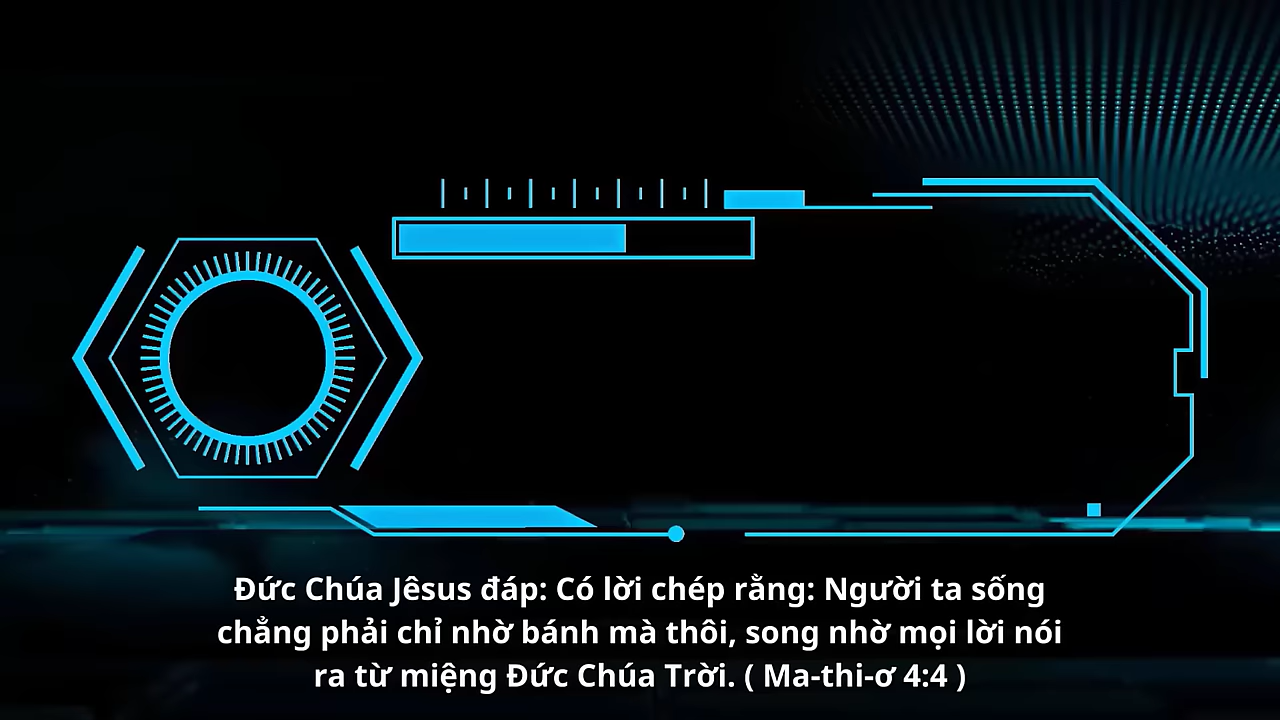 Đức Chúa Jêsus đáp: Có lời chép rằng: Người ta sống
chẳng phải chỉ nhờ bánh mà thôi, song nhờ mọi lời nói
ra từ miệng Đức Chúa Trời. ( Ma-thi-ơ 4:4 )